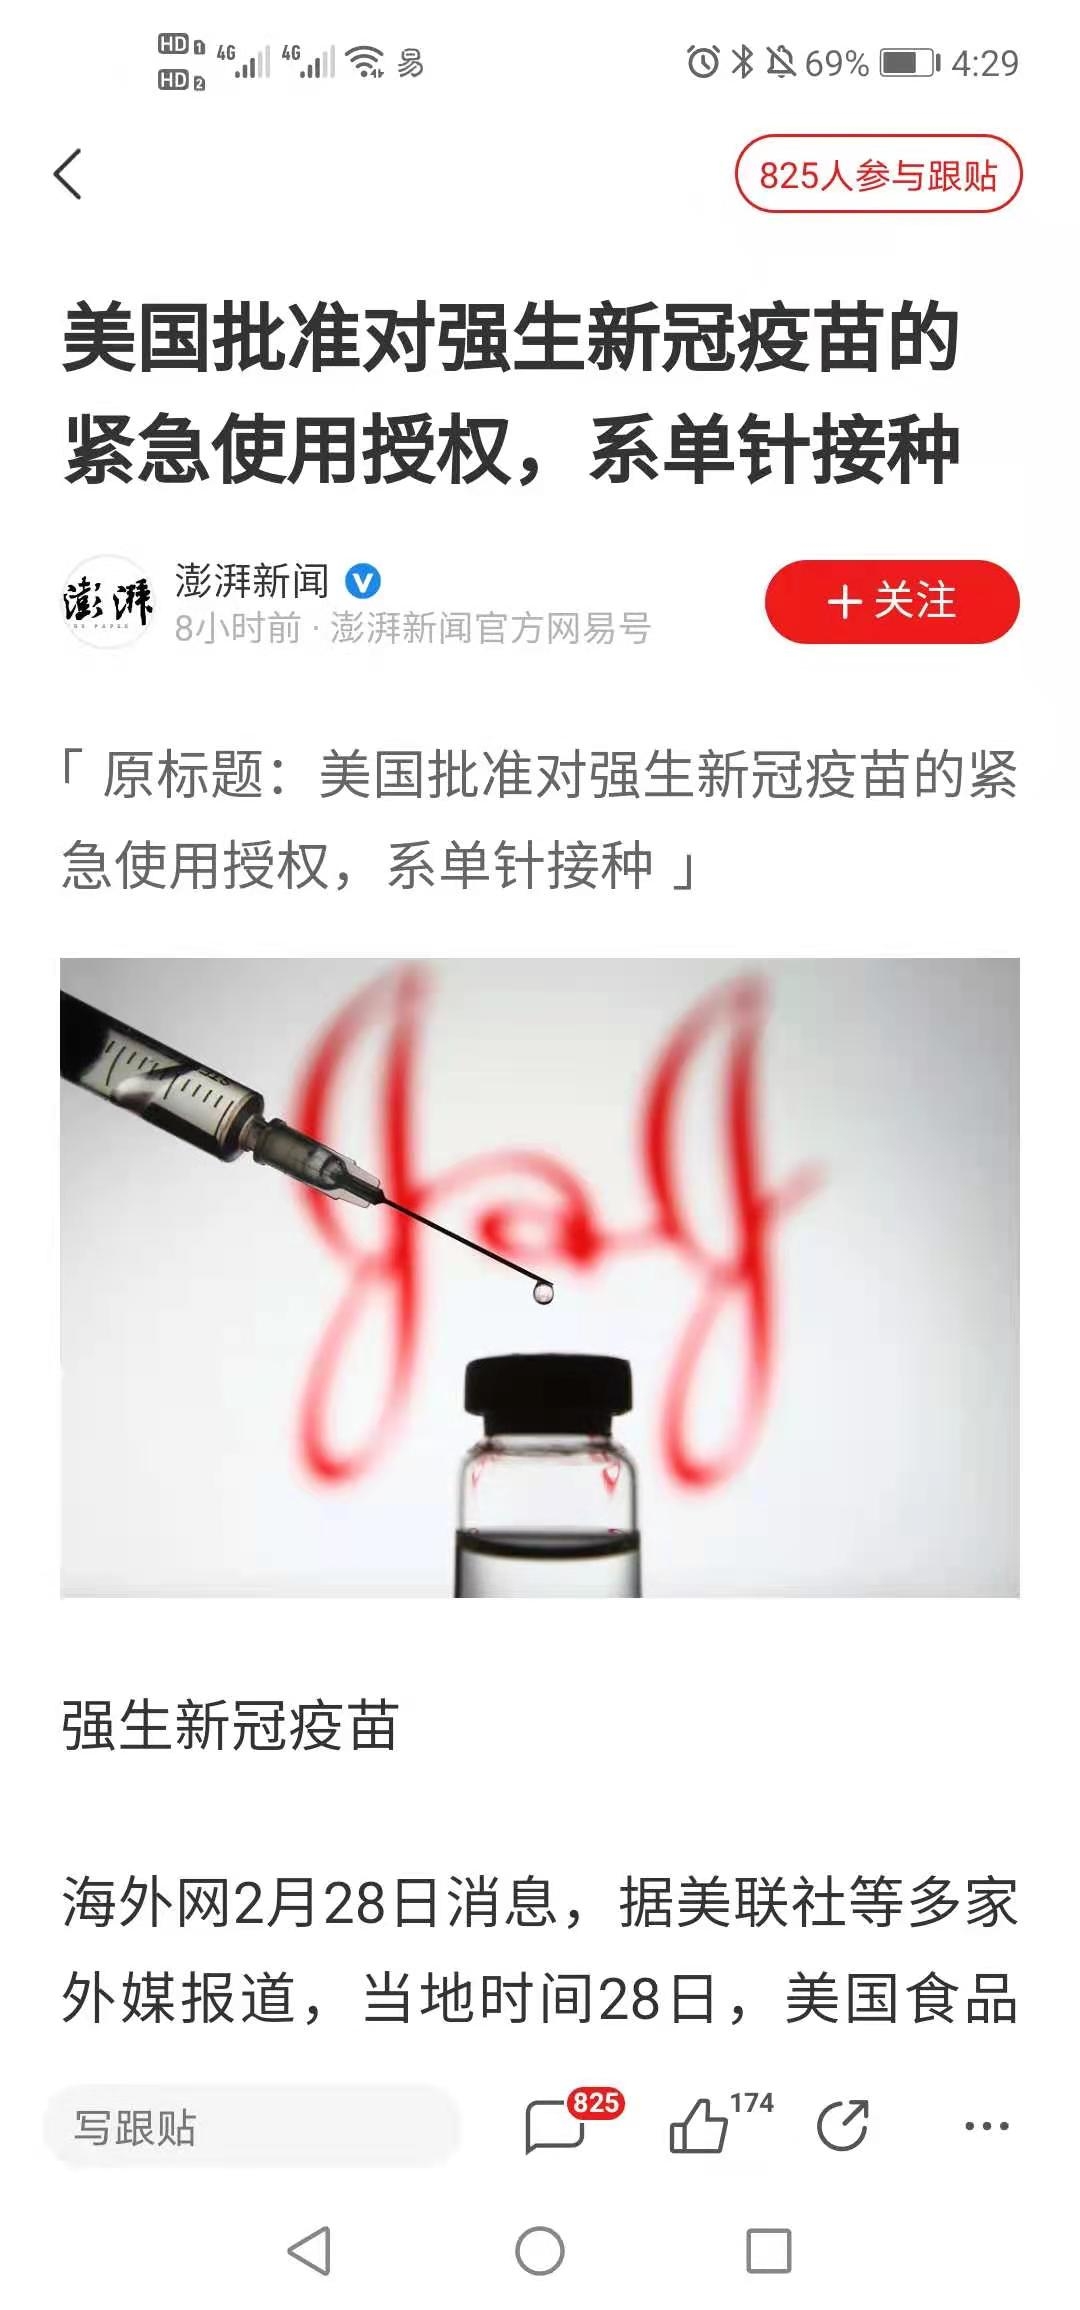 HD 1 4G 4G 易 69% 4:29
HD 2
825人参与跟贴
美国批准对强生新冠疫苗的
紧急使用授权，系单针接种
澎湃 澎湃新闻 V
8小时前 · 澎湃新闻官方网易号
+ 关注
「 原标题：美国批准对强生新冠疫苗的紧
急使用授权，系单针接种 」
强生新冠疫苗
海外网2月28日消息，据美联社等多家
外媒报道，当地时间28日，美国食品
写跟贴 825 174